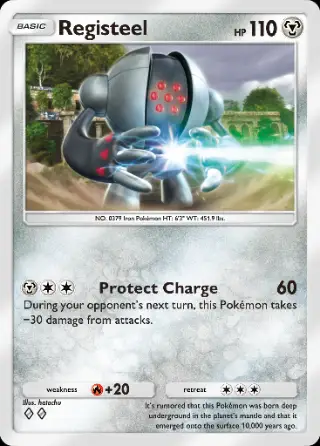 BASIC Registeel HP 110
NO. 0379 Iron Pokémon HT: 6'3" WT: 451.9 lbs.
Protect Charge 60
During your opponent's next turn, this Pokémon takes
−30 damage from attacks.
weakness +20 retreat
Illus. hatachu
It's rumored that this Pokémon was born deep
underground in the planet's mantle and that it
emerged onto the surface 10,000 years ago.